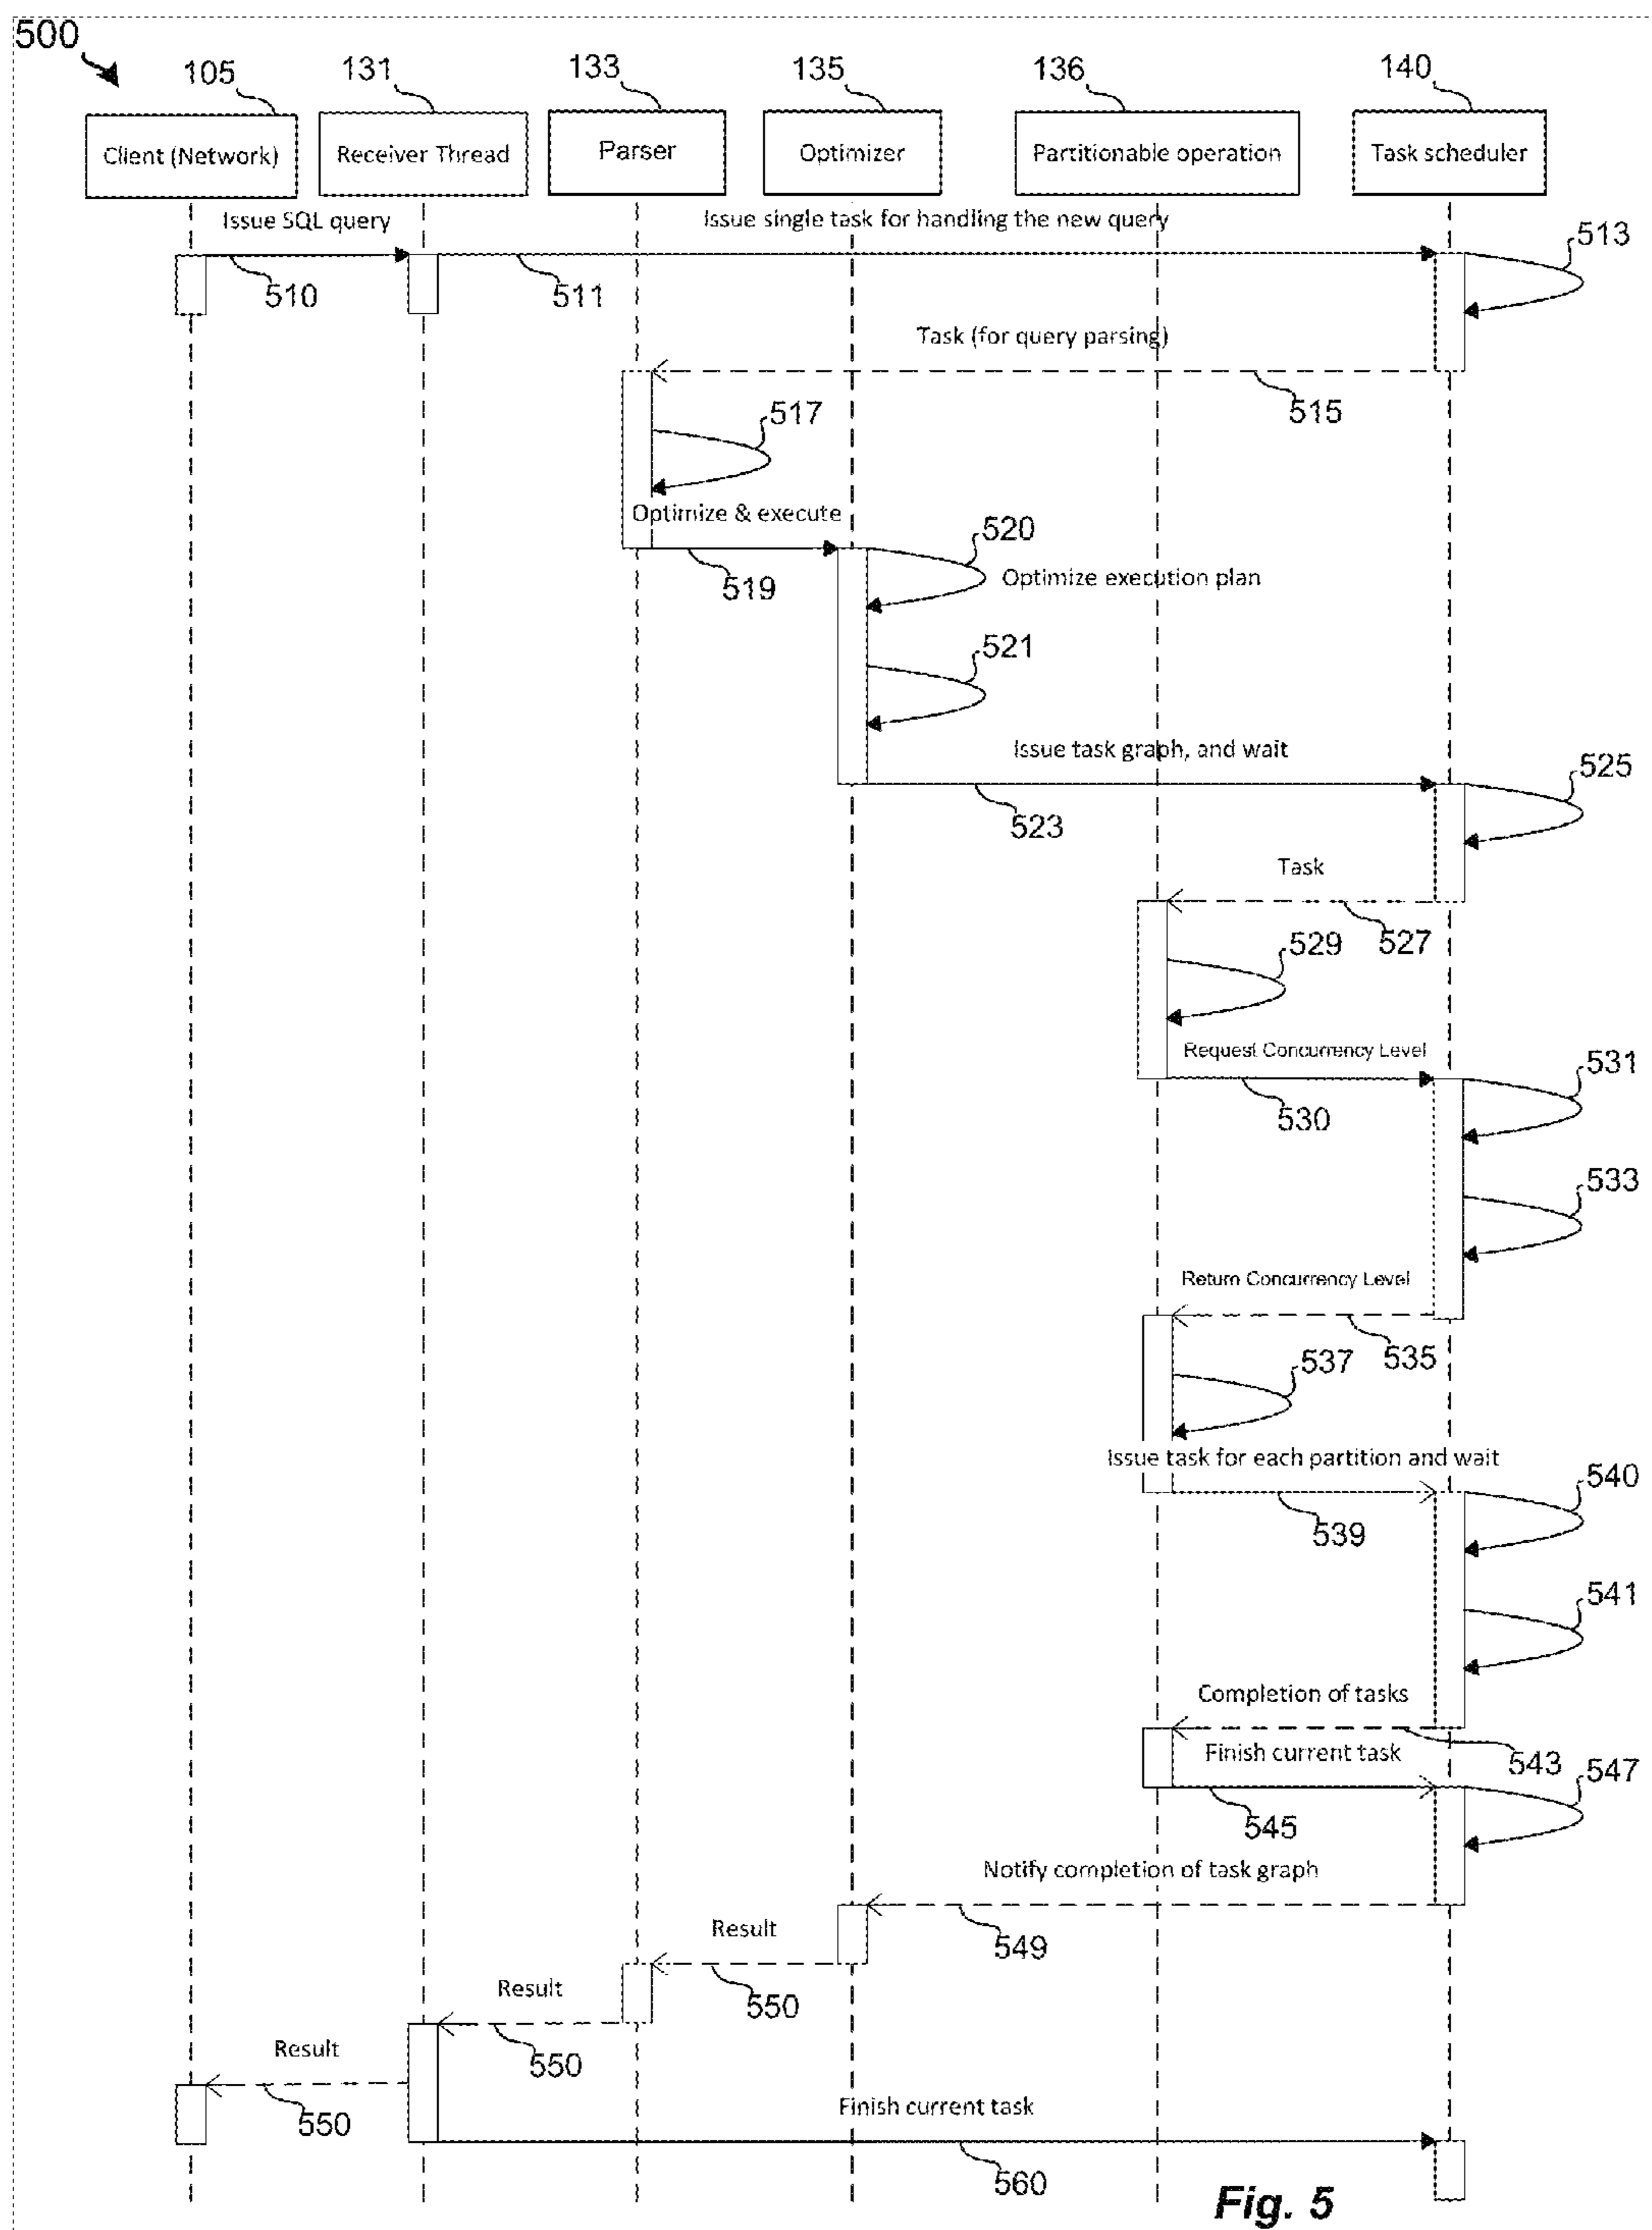 500
105
131
133
135
136
140
Client (Network)
Receiver Thread
Parser
Optimizer
Partitionable operation
Task scheduler
Issue SQL query
Issue single task for handling the new query
513
510
511
Task (for query parsing)
515
517
Optimize & execute
520
519
Optimize execution plan
521
Issue task graph, and wait
525
523
Task
527
529
Request Concurrency Level
531
530
533
Return Concurrency Level
535
537
Issue task for each partition and wait
540
539
541
Completion of tasks
543
Finish current task
547
545
Notify completion of task graph
549
Result
550
Result
550
Result
550
Finish current task
560
Fig. 5